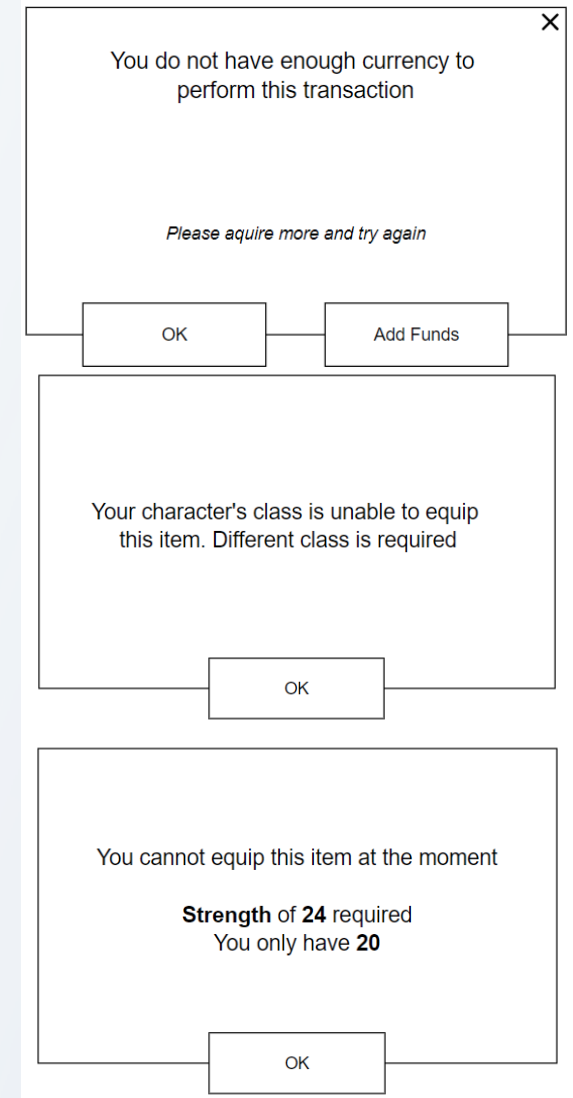 You do not have enough currency to
perform this transaction
Please aquire more and try again
OK
Add Funds
Your character's class is unable to equip
this item. Different class is required
OK
You cannot equip this item at the moment
Strength of 24 required
You only have 20
OK